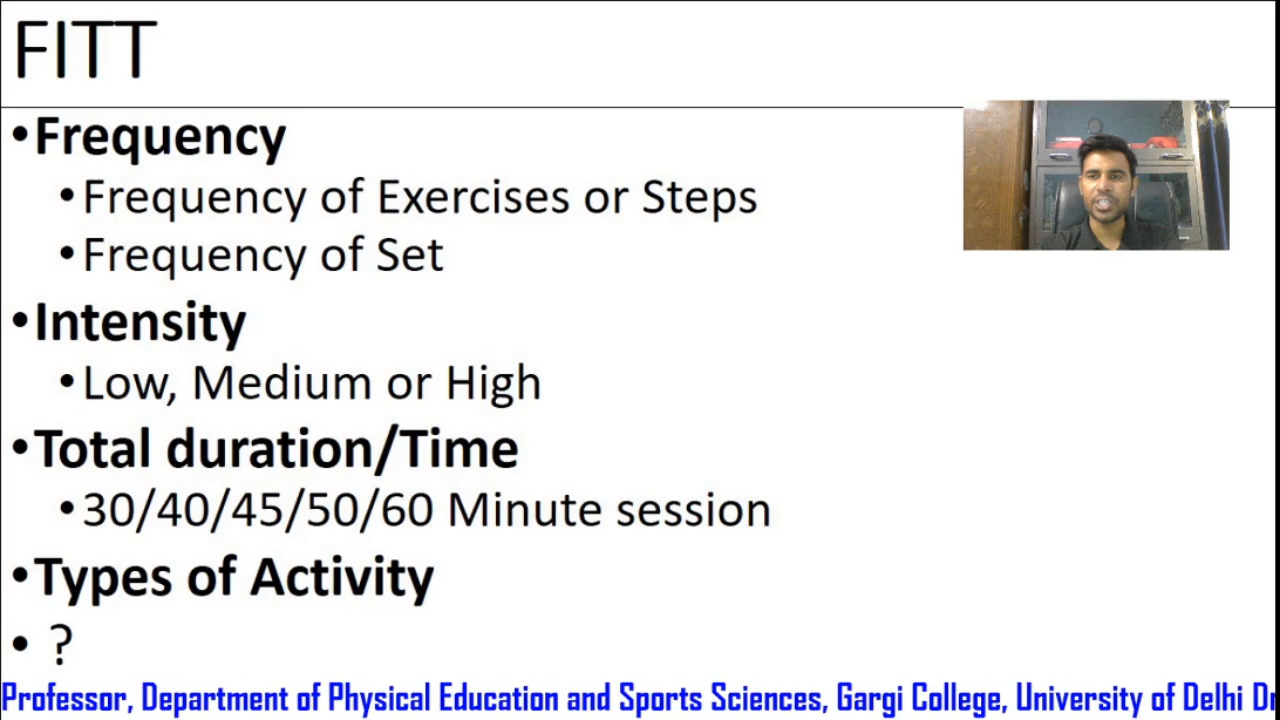 FITT
•Frequency
•Frequency of Exercises or Steps
•Frequency of Set
•Intensity
•Low, Medium or High
•Total duration/Time
•30/40/45/50/60 Minute session
•Types of Activity
• ?
Professor, Department of Physical Education and Sports Sciences, Gargi College, University of Delhi